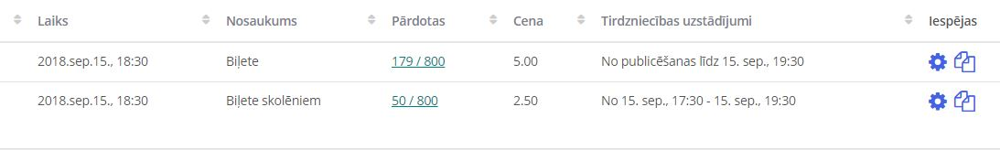 Laiks Nosaukums Pārdotas Cena Tirdzniecības uzstādījumi Iespējas
2018.sep.15., 18:30 Biļete 179 / 800 5.00 No publicēšanas līdz 15. sep., 19:30
2018.sep.15., 18:30 Biļete skolēniem 50 / 800 2.50 No 15. sep., 17:30 - 15. sep., 19:30